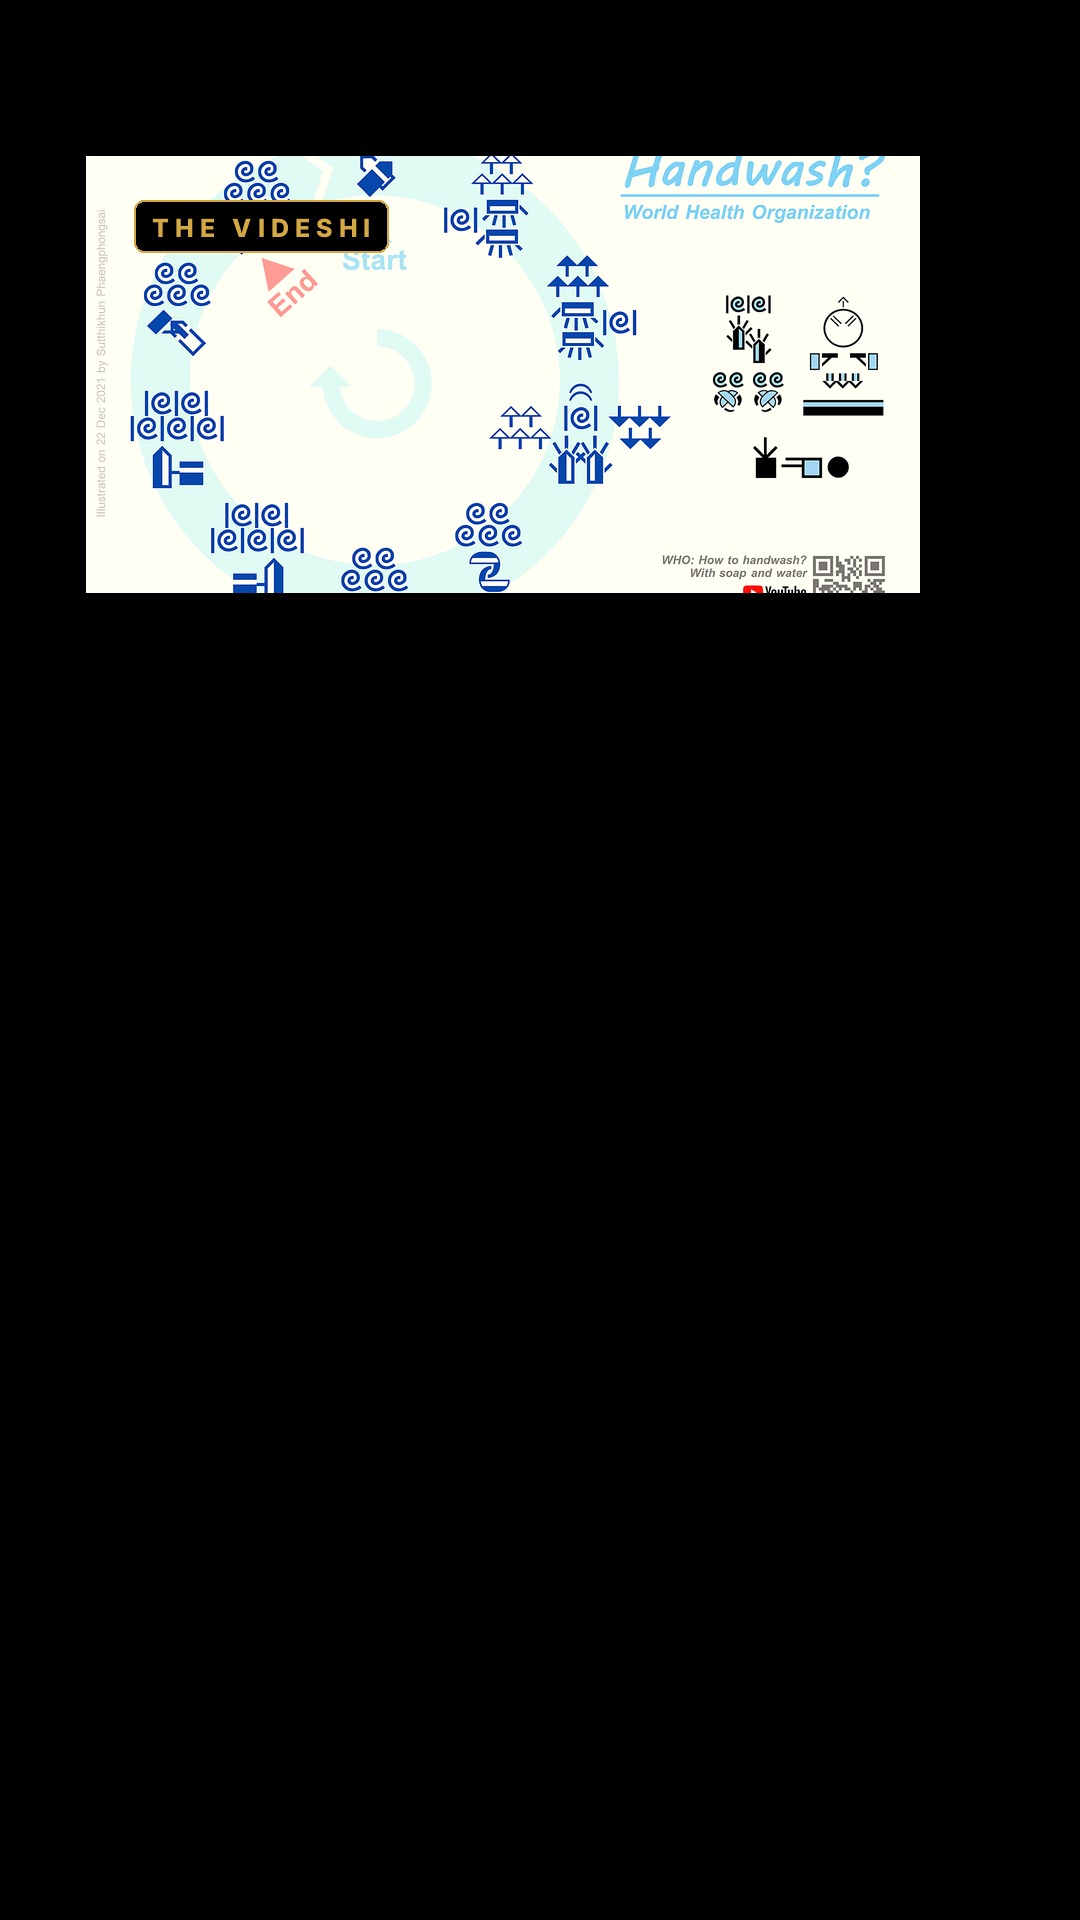 Handwash?
World Health Organization
THE VIDESHI
Start
End
Illustrated on 22 Dec 2021 by Sutthikhun Phaengphongsai
WHO: How to handwash?
With soap and water
YouTube